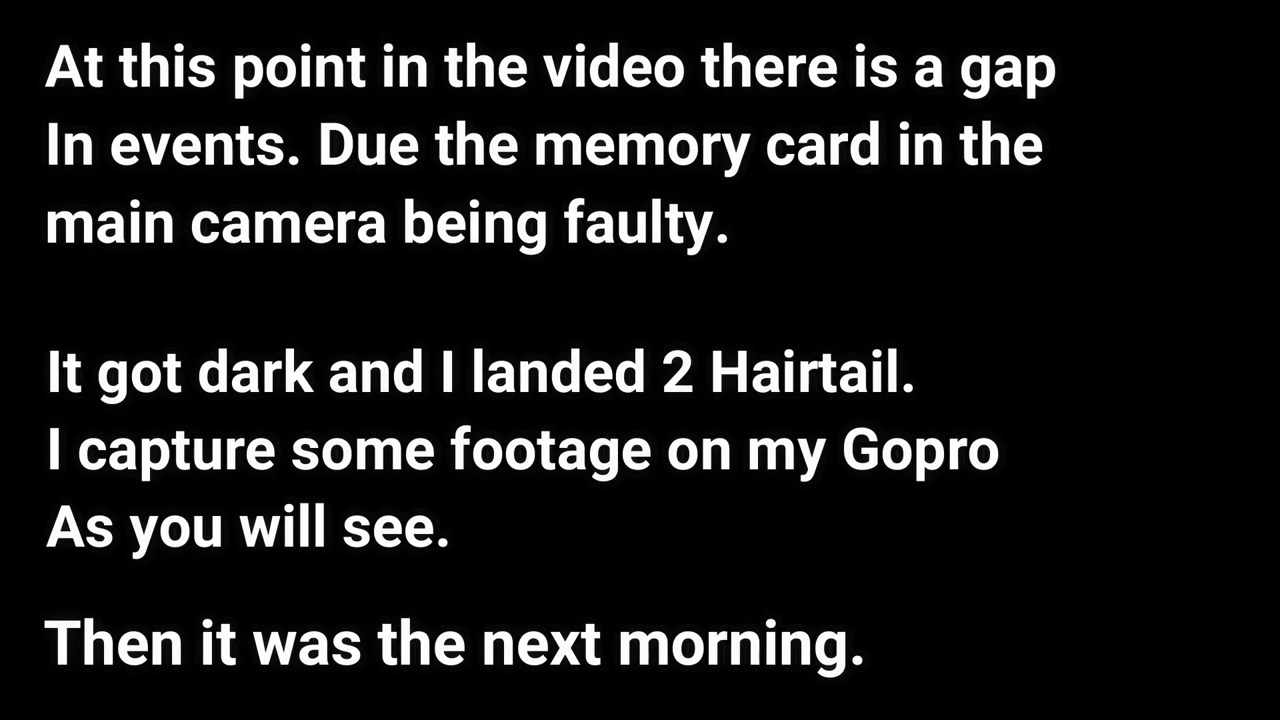 At this point in the video there is a gap
In events. Due the memory card in the
main camera being faulty.
It got dark and I landed 2 Hairtail.
I capture some footage on my Gopro
As you will see.
Then it was the next morning.